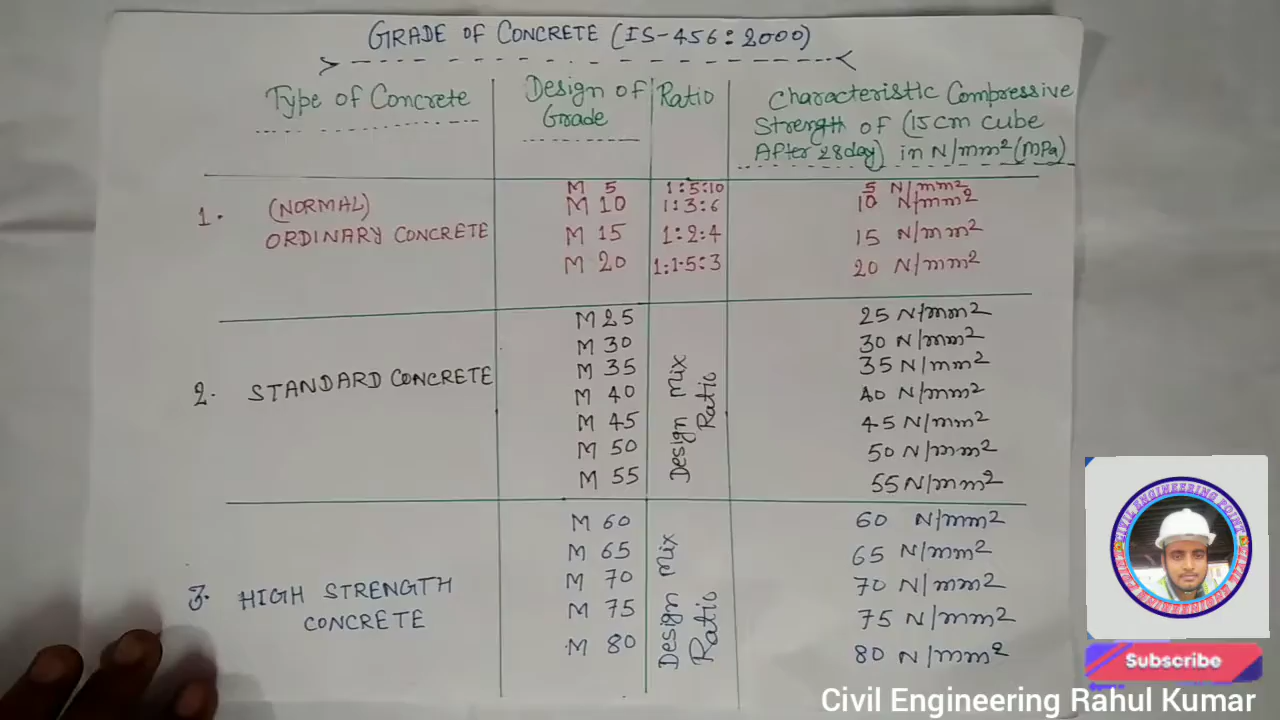 GRADE OF CONCRETE (IS-456:2000)
Type of Concrete
Design of Grade
Ratio
Characteristic Compressive
Strength of (15cm cube
After 28day) in N/mm² (MPa)
1. (NORMAL)
ORDINARY CONCRETE
M 5 1:5:10 5 N/mm²
M 10 1:3:6 10 N/mm²
M 15 1:2:4 15 N/mm²
M 20 1:1.5:3 20 N/mm²
2. STANDARD CONCRETE
Design Mix
Ratio
M 25 25 N/mm²
M 30 30 N/mm²
M 35 35 N/mm²
M 40 40 N/mm²
M 45 45 N/mm²
M 50 50 N/mm²
M 55 55 N/mm²
3. HIGH STRENGTH
CONCRETE
Design Mix
Ratio
M 60 60 N/mm²
M 65 65 N/mm²
M 70 70 N/mm²
M 75 75 N/mm²
M 80 80 N/mm²
CIVIL ENGINEERING POINT
Subscribe
Civil Engineering Rahul Kumar